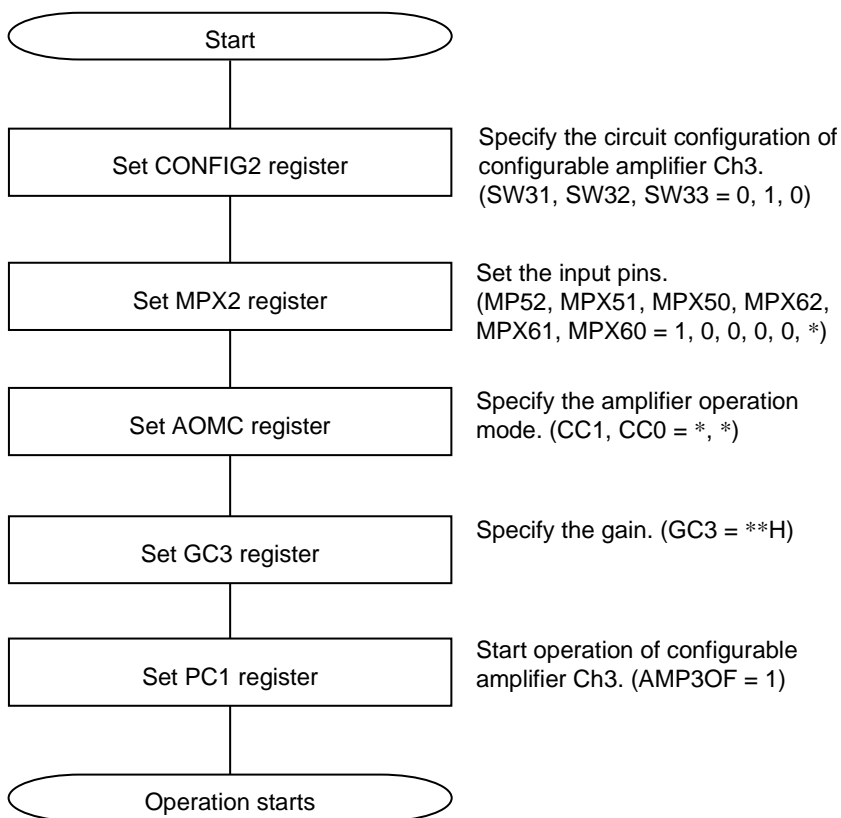 Start
Set CONFIG2 register
Specify the circuit configuration of
configurable amplifier Ch3.
(SW31, SW32, SW33 = 0, 1, 0)
Set MPX2 register
Set the input pins.
(MP52, MPX51, MPX50, MPX62,
MPX61, MPX60 = 1, 0, 0, 0, 0, *)
Set AOMC register
Specify the amplifier operation
mode. (CC1, CC0 = *, *)
Set GC3 register
Specify the gain. (GC3 = **H)
Set PC1 register
Start operation of configurable
amplifier Ch3. (AMP3OF = 1)
Operation starts